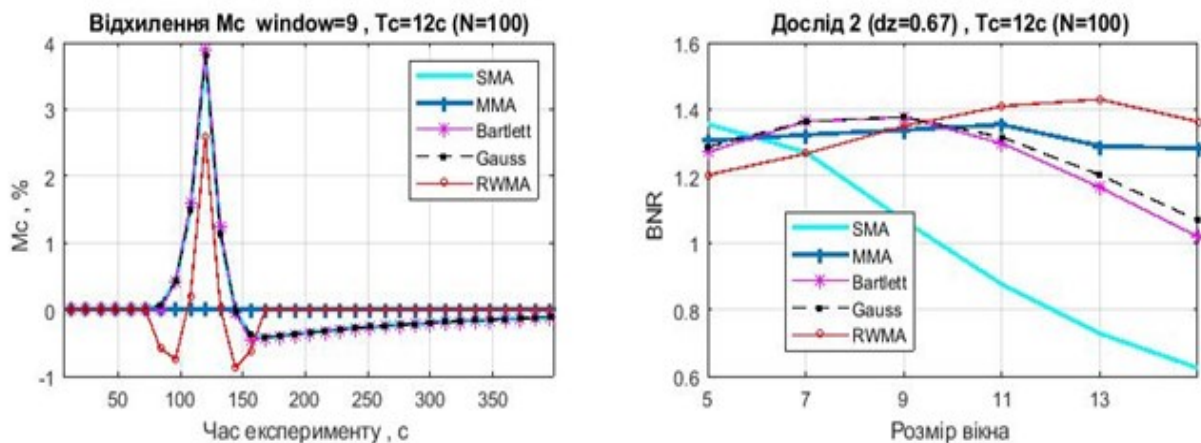 Відхилення Mc window=9 , Tc=12c (N=100)
4
3
2
1
0
-1
Mc , %
SMA
MMA
Bartlett
Gauss
RWMA
50 100 150 200 250 300 350
Час експерименту , с
Дослід 2 (dz=0.67) , Tc=12c (N=100)
1.6
1.4
1.2
1
0.8
0.6
BNR
SMA
MMA
Bartlett
Gauss
RWMA
5 7 9 11 13
Розмір вікна